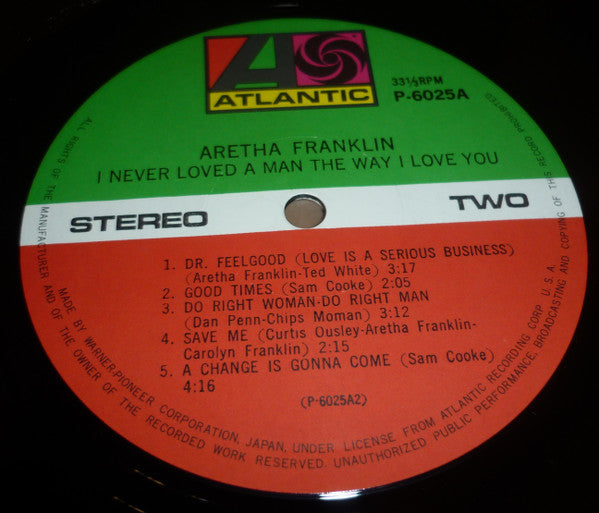 ATLANTIC
33⅓RPM
P-6025A
ARETHA FRANKLIN
I NEVER LOVED A MAN THE WAY I LOVE YOU
STEREO
TWO
1. DR. FEELGOOD (LOVE IS A SERIOUS BUSINESS)
(Aretha Franklin-Ted White) 3:17
2. GOOD TIMES (Sam Cooke) 2:05
3. DO RIGHT WOMAN-DO RIGHT MAN
(Dan Penn-Chips Moman) 3:12
4. SAVE ME (Curtis Ousley-Aretha Franklin-
Carolyn Franklin) 2:15
5. A CHANGE IS GONNA COME (Sam Cooke)
4:16
(P-6025A2)
MADE BY WARNER-PIONEER CORPORATION, JAPAN, UNDER LICENSE FROM ATLANTIC RECORDING CORP. U.S.A.
ALL RIGHTS OF THE MANUFACTURER AND OF THE OWNER OF THE RECORDED WORK RESERVED. UNAUTHORIZED PUBLIC PERFORMANCE, BROADCASTING AND COPYING OF THIS RECORD PROHIBITED